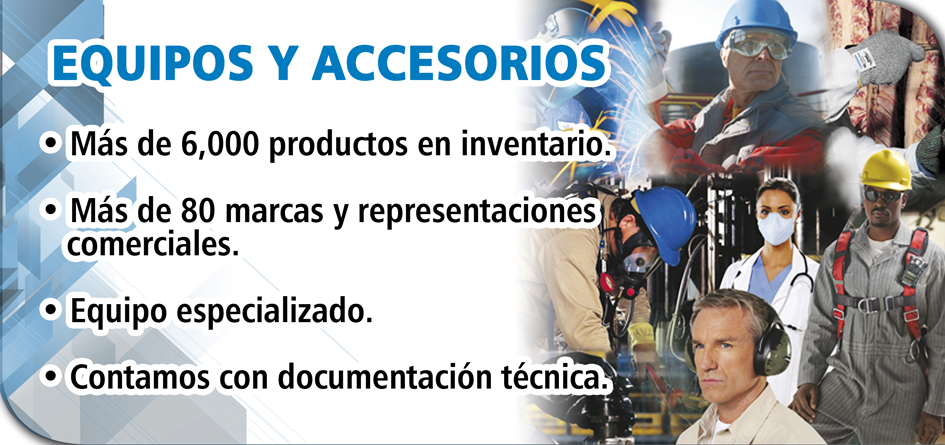 EQUIPOS Y ACCESORIOS
• Más de 6,000 productos en inventario.
• Más de 80 marcas y representaciones
comerciales.
• Equipo especializado.
• Contamos con documentación técnica.